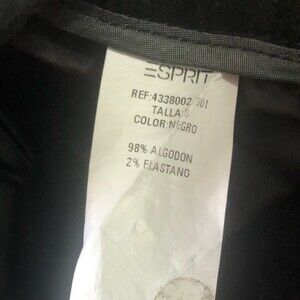 ESPRIT
REF:4338002-001
TALLA:
COLOR:NEGRO
98% ALGODON
2% ELASTANO